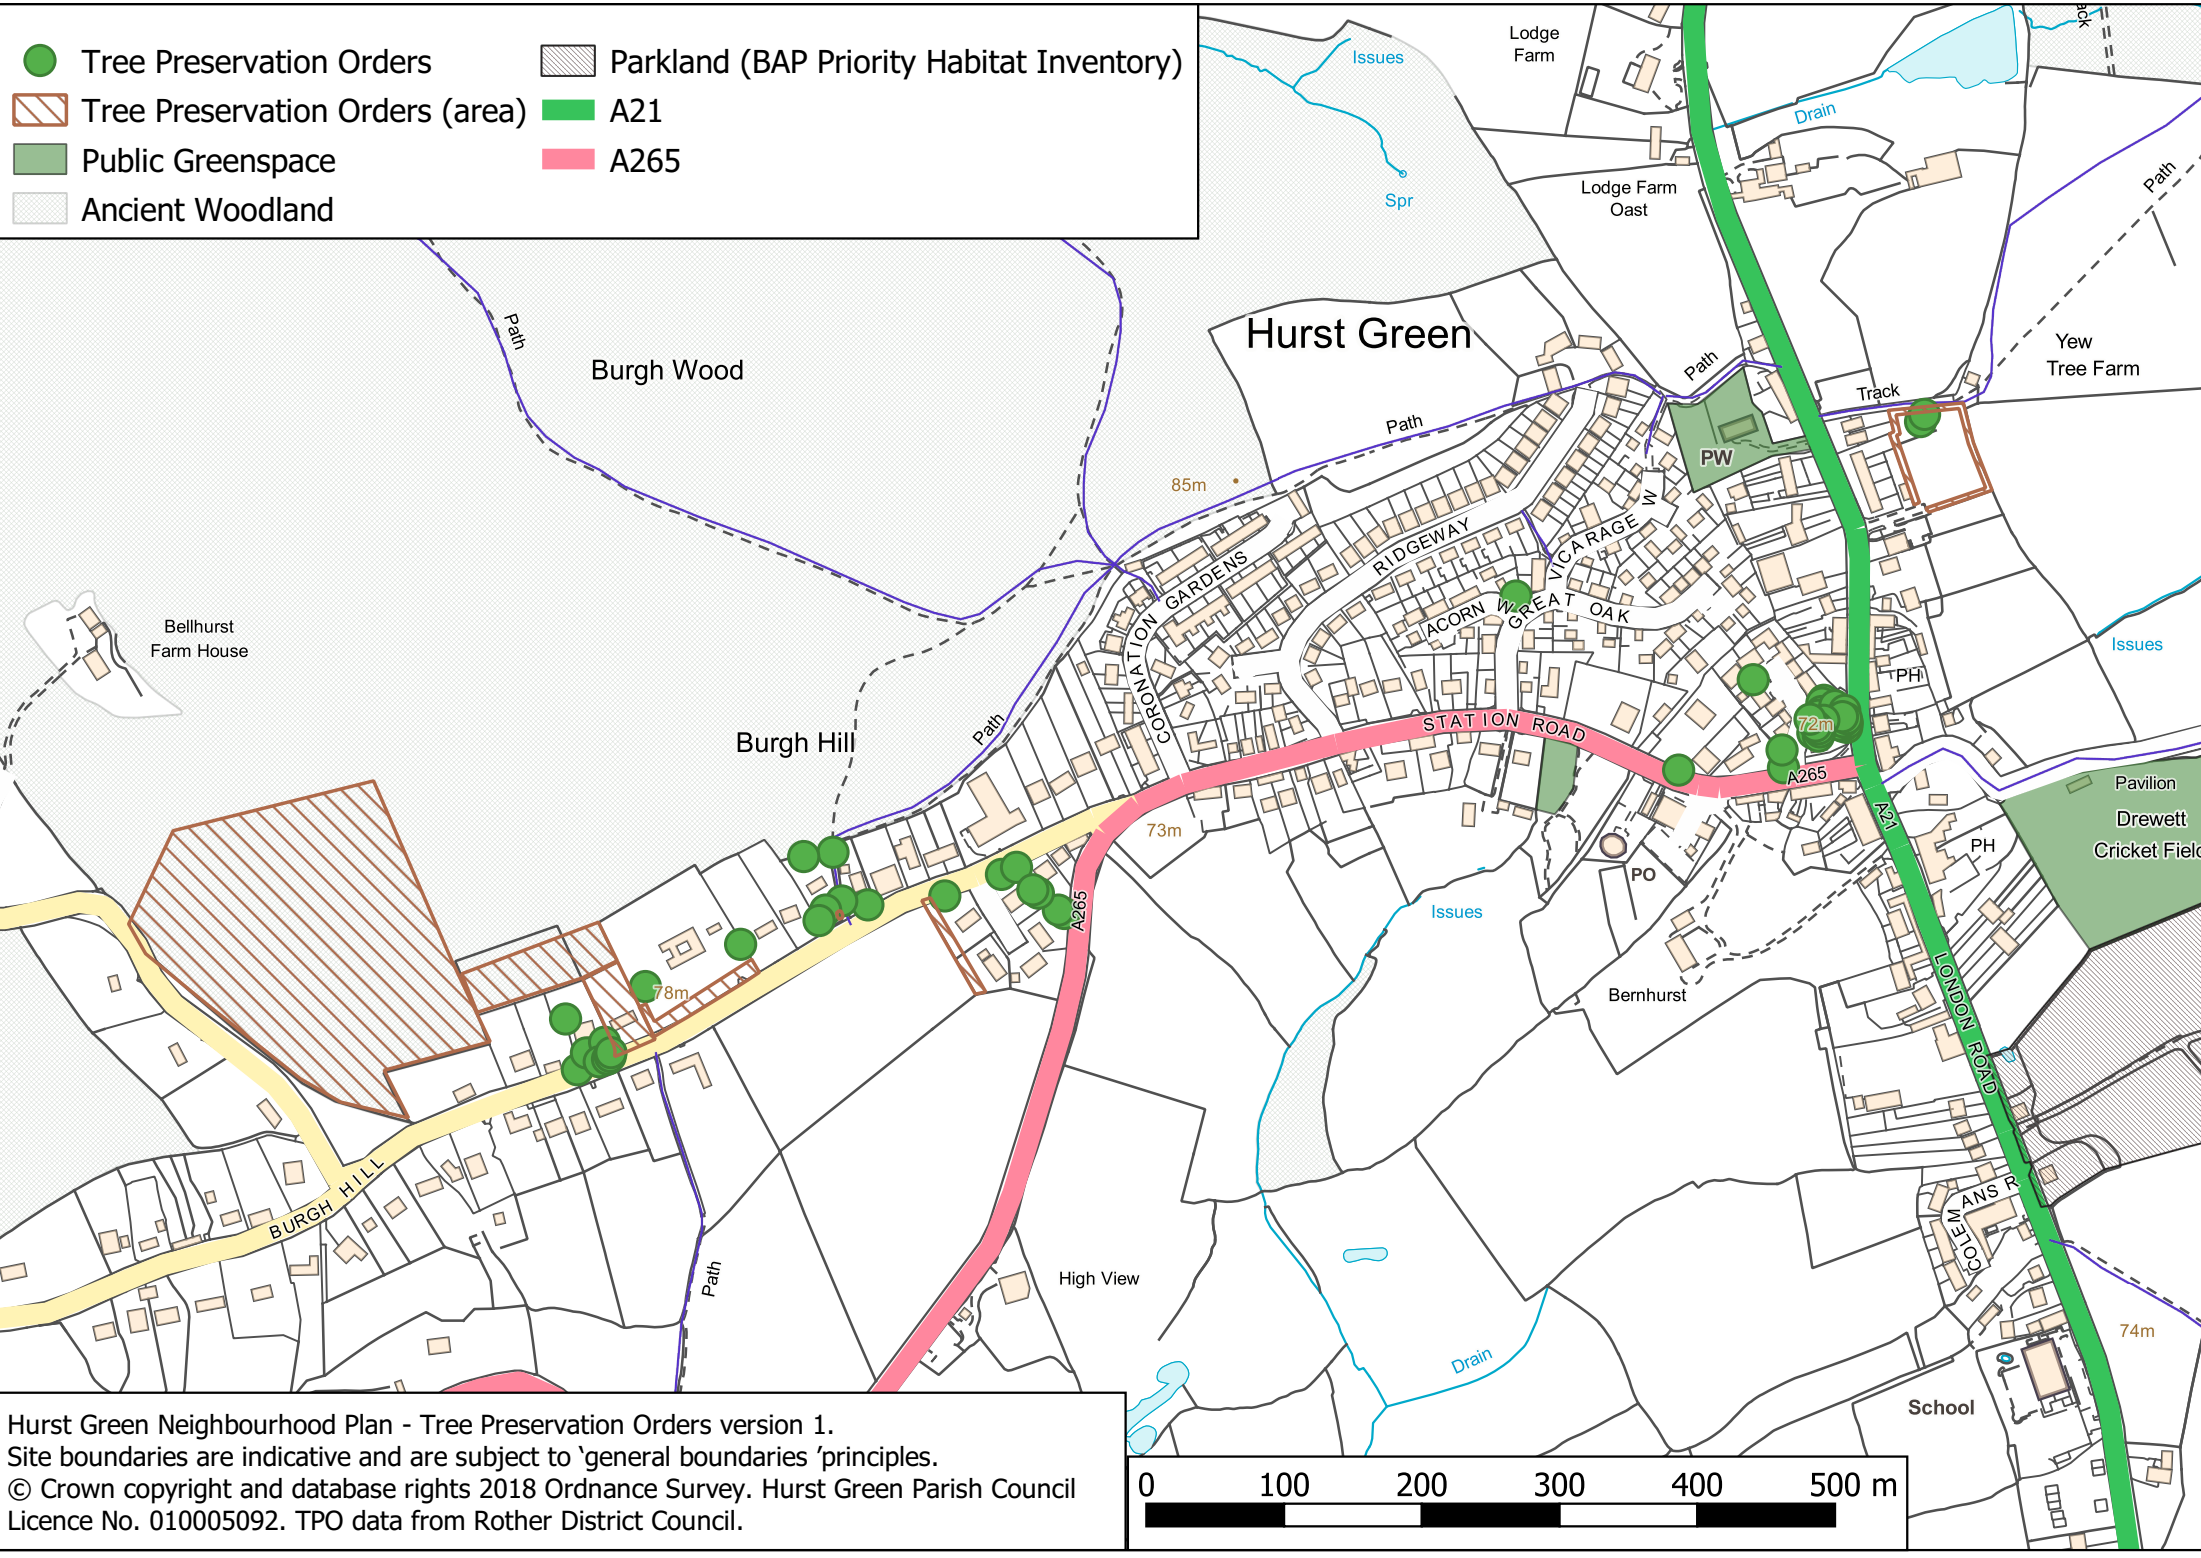 Tree Preservation Orders
Tree Preservation Orders (area)
Public Greenspace
Ancient Woodland
Parkland (BAP Priority Habitat Inventory)
A21
A265
Issues
Spr
Lodge
Farm
Drain
ack
Lodge Farm
Oast
Path
Path
Burgh Wood
Hurst Green
Path
Path
Track
Yew
Tree Farm
PW
85m
RIDGEWAY
VICARAGE W
CORONATION GARDENS
ACORN W
GREAT OAK
Bellhurst
Farm House
Issues
PH
Burgh Hill
Path
STATION ROAD
72m
A265
A21
Pavilion
Drewett
Cricket Field
PH
73m
PO
A265
Issues
78m
Bernhurst
LONDON ROAD
BURGH HILL
COLEMANS R
Path
High View
Drain
74m
School
Hurst Green Neighbourhood Plan - Tree Preservation Orders version 1.
Site boundaries are indicative and are subject to ‘general boundaries ’principles.
© Crown copyright and database rights 2018 Ordnance Survey. Hurst Green Parish Council
Licence No. 010005092. TPO data from Rother District Council.
0 100 200 300 400 500 m